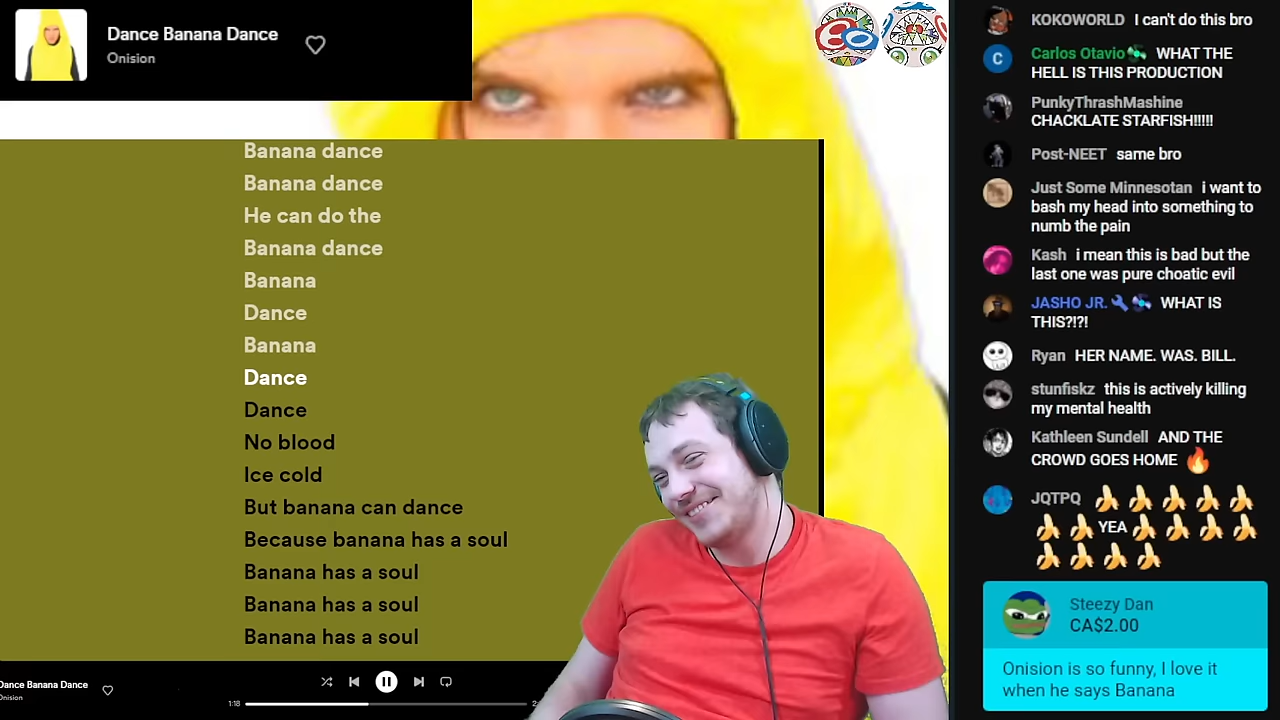 Dance Banana Dance
Onision
Banana dance
Banana dance
He can do the
Banana dance
Banana
Dance
Banana
Dance
Dance
No blood
Ice cold
But banana can dance
Because banana has a soul
Banana has a soul
Banana has a soul
Banana has a soul
Dance Banana Dance
Onision
1:18
KOKOWORLD I can't do this bro
Carlos Otavio WHAT THE
HELL IS THIS PRODUCTION
PunkyThrashMashine
CHACKLATE STARFISH!!!!!
Post-NEET same bro
Just Some Minnesotan i want to
bash my head into something to
numb the pain
Kash i mean this is bad but the
last one was pure choatic evil
JASHO JR. WHAT IS
THIS?!?!
Ryan HER NAME. WAS. BILL.
stunfiskz this is actively killing
my mental health
Kathleen Sundell AND THE
CROWD GOES HOME 🔥
C
JQTPQ 🍌 🍌 🍌 🍌 🍌
🍌 🍌 YEA 🍌 🍌 🍌 🍌
🍌 🍌 🍌 🍌
Steezy Dan
CA$2.00
Onision is so funny, I love it
when he says Banana